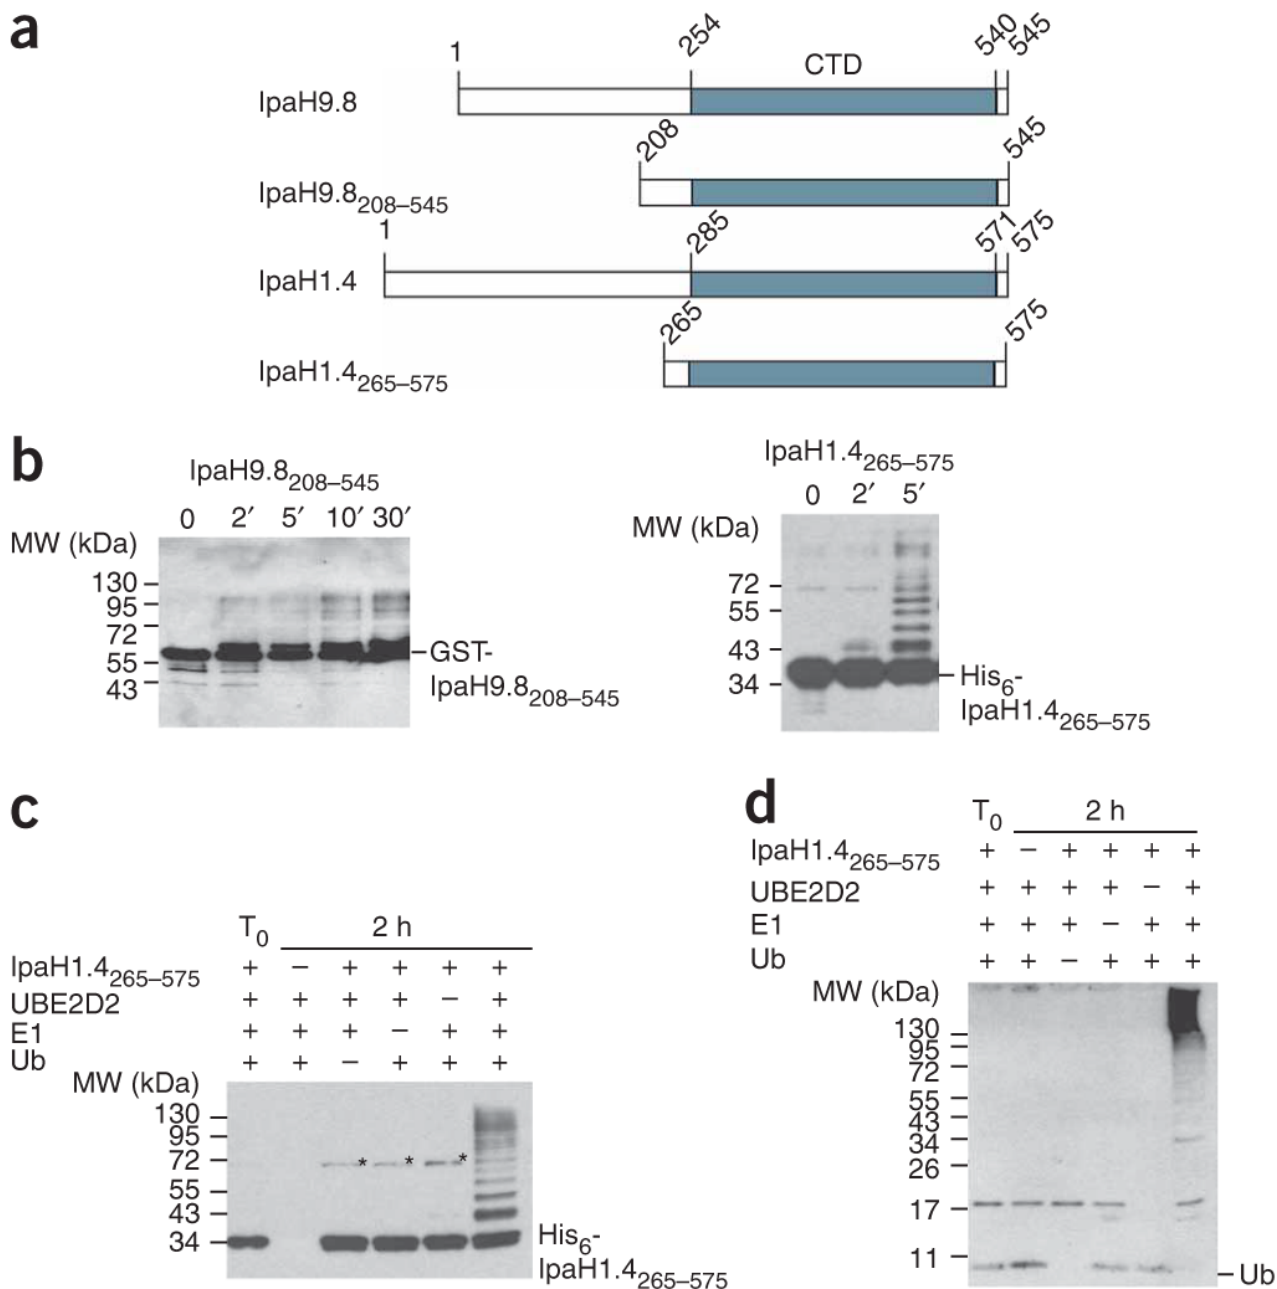 a
1 254 CTD 540 545
IpaH9.8
208 545
IpaH9.8208–545
1 285 571 575
IpaH1.4
265 575
IpaH1.4265–575
b
IpaH9.8208–545
0 2′ 5′ 10′ 30′
MW (kDa)
130
95
72
55
43
GST-
IpaH9.8208–545
IpaH1.4265–575
0 2′ 5′
MW (kDa)
72
55
43
34
His6-
IpaH1.4265–575
c
T0 2 h
IpaH1.4265–575 + − + + + +
UBE2D2 + + + + − +
E1 + + + − + +
Ub + + − + + +
MW (kDa)
130
95
72 * * *
55
43
34
His6-
IpaH1.4265–575
d
T0 2 h
IpaH1.4265–575 + − + + + +
UBE2D2 + + + + − +
E1 + + + − + +
Ub + + − + + +
MW (kDa)
130
95
72
55
43
34
26
17
11
Ub